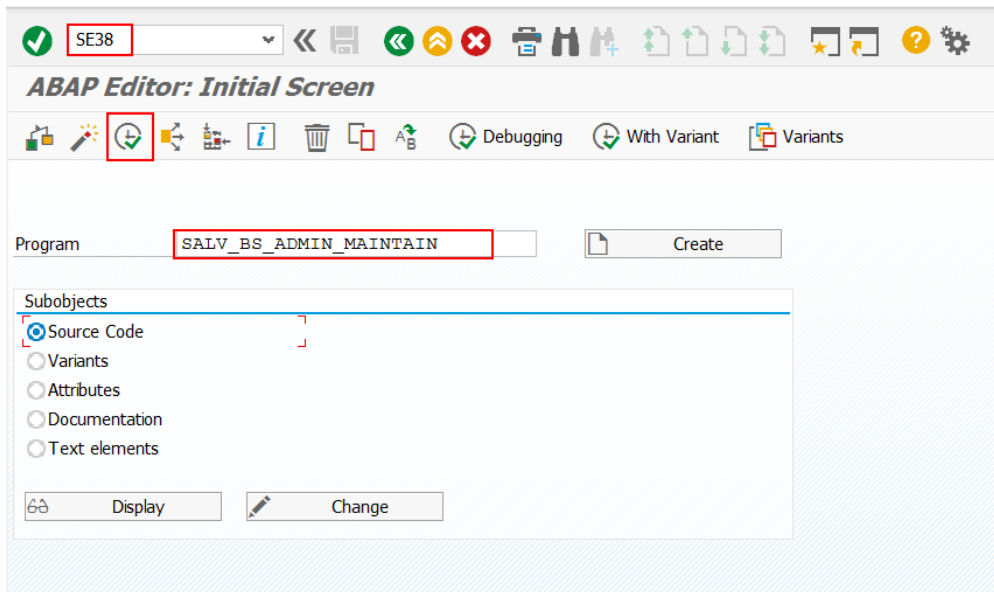 SE38
ABAP Editor: Initial Screen
Debugging With Variant Variants
Program SALV_BS_ADMIN_MAINTAIN Create
Subobjects
Source Code
Variants
Attributes
Documentation
Text elements
Display Change